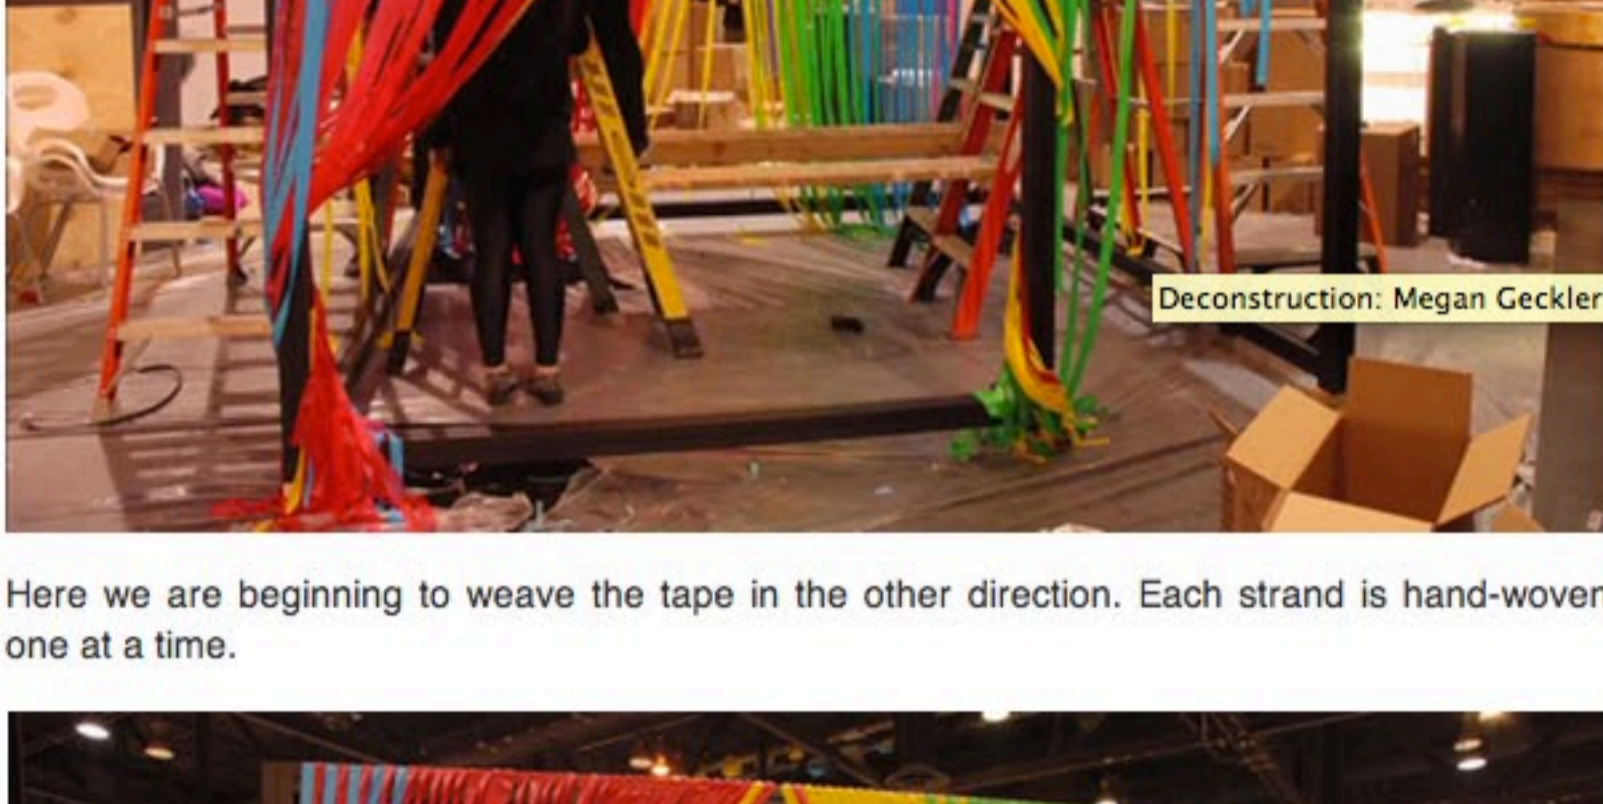 Deconstruction: Megan Geckler
Here we are beginning to weave the tape in the other direction. Each strand is hand-woven
one at a time.